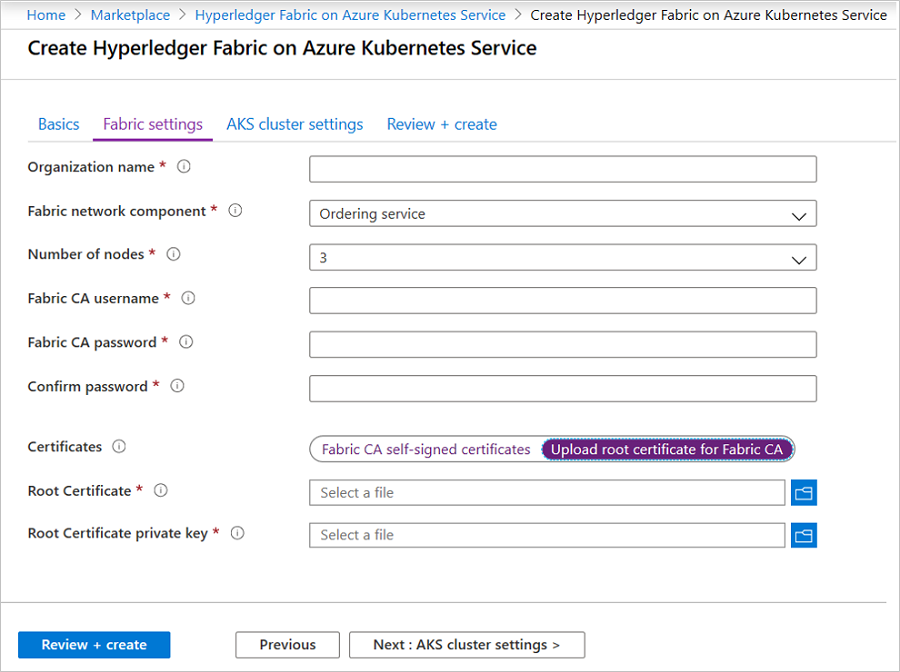 Home > Marketplace > Hyperledger Fabric on Azure Kubernetes Service > Create Hyperledger Fabric on Azure Kubernetes Service
Create Hyperledger Fabric on Azure Kubernetes Service
Basics Fabric settings AKS cluster settings Review + create
Organization name *
Fabric network component * Ordering service
Number of nodes * 3
Fabric CA username *
Fabric CA password *
Confirm password *
Certificates Fabric CA self-signed certificates Upload root certificate for Fabric CA
Root Certificate * Select a file
Root Certificate private key * Select a file
Review + create Previous Next : AKS cluster settings >